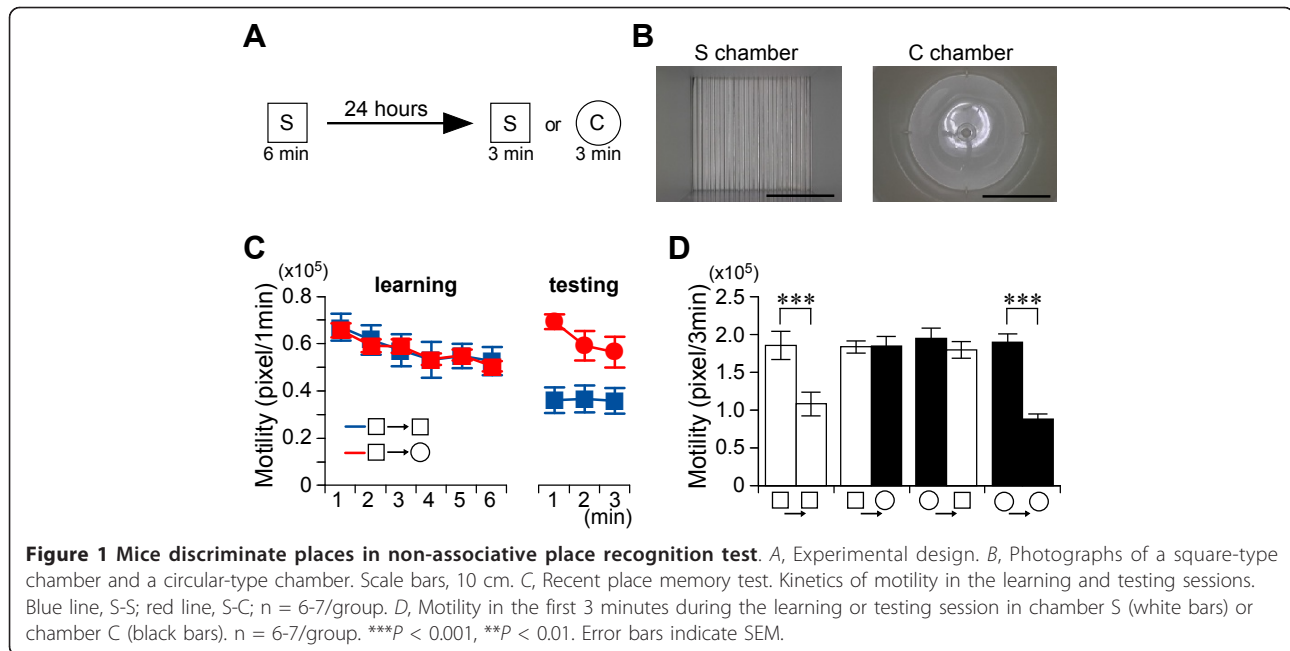 A
S
6 min
24 hours
S
3 min
or
C
3 min
B
S chamber
C chamber
C
(x10⁵)
Motility (pixel/1min)
0.8
0.6
0.4
0.2
0
learning
testing
1 2 3 4 5 6
1 2 3
(min)
D
(x10⁵)
Motility (pixel/3min)
2.5
2.0
1.5
1.0
0.5
0
***
***
Figure 1 Mice discriminate places in non-associative place recognition test. A, Experimental design. B, Photographs of a square-type
chamber and a circular-type chamber. Scale bars, 10 cm. C, Recent place memory test. Kinetics of motility in the learning and testing sessions.
Blue line, S-S; red line, S-C; n = 6-7/group. D, Motility in the first 3 minutes during the learning or testing session in chamber S (white bars) or
chamber C (black bars). n = 6-7/group. ***P < 0.001, **P < 0.01. Error bars indicate SEM.